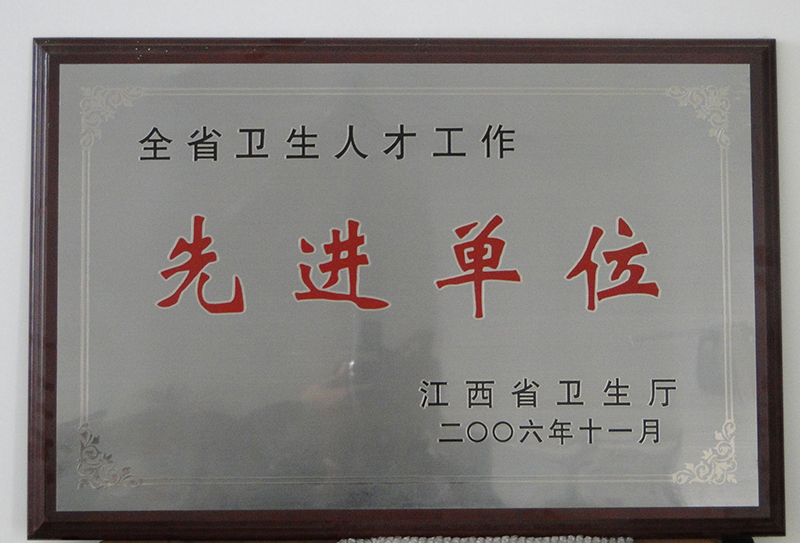 全省卫生人才工作
先进单位
江西省卫生厅
二〇〇六年十一月